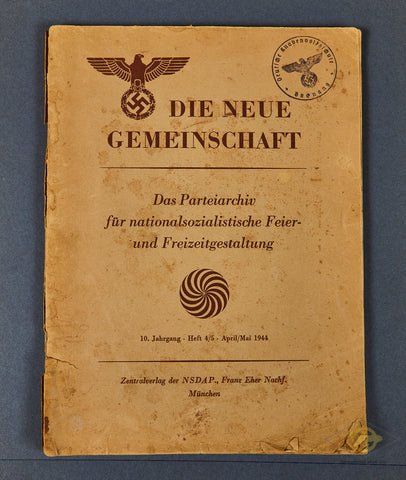 DIE NEUE
GEMEINSCHAFT
Das Parteiarchiv
für nationalsozialistische Feier-
und Freizeitgestaltung
10. Jahrgang · Heft 4/5 · April/Mai 1944
Zentralverlag der NSDAP., Franz Eher Nachf.
München